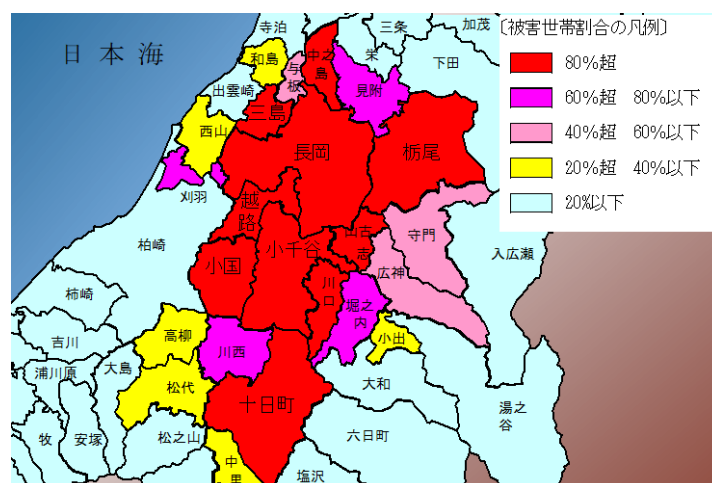 〔被害世帯割合の凡例〕
80%超
60%超 80%以下
40%超 60%以下
20%超 40%以下
20%以下
日本海
寺泊
三条
加茂
和島
与板
中之島
栄
下田
見附
出雲崎
三島
西山
長岡
栃尾
刈羽
越路
柏崎
小千谷
山古志
守門
入広瀬
小国
川口
広神
柿崎
堀之内
高柳
吉川
川西
小出
浦川原
大島
松代
大和
十日町
湯之谷
牧
安塚
松之山
六日町
中里
塩沢